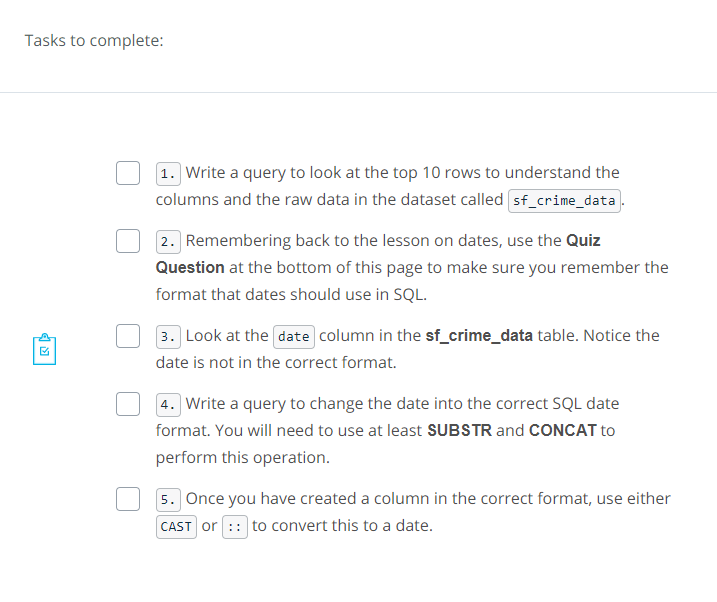 Tasks to complete:
1. Write a query to look at the top 10 rows to understand the
columns and the raw data in the dataset called sf_crime_data.
2. Remembering back to the lesson on dates, use the Quiz
Question at the bottom of this page to make sure you remember the
format that dates should use in SQL.
3. Look at the date column in the sf_crime_data table. Notice the
date is not in the correct format.
4. Write a query to change the date into the correct SQL date
format. You will need to use at least SUBSTR and CONCAT to
perform this operation.
5. Once you have created a column in the correct format, use either
CAST or :: to convert this to a date.